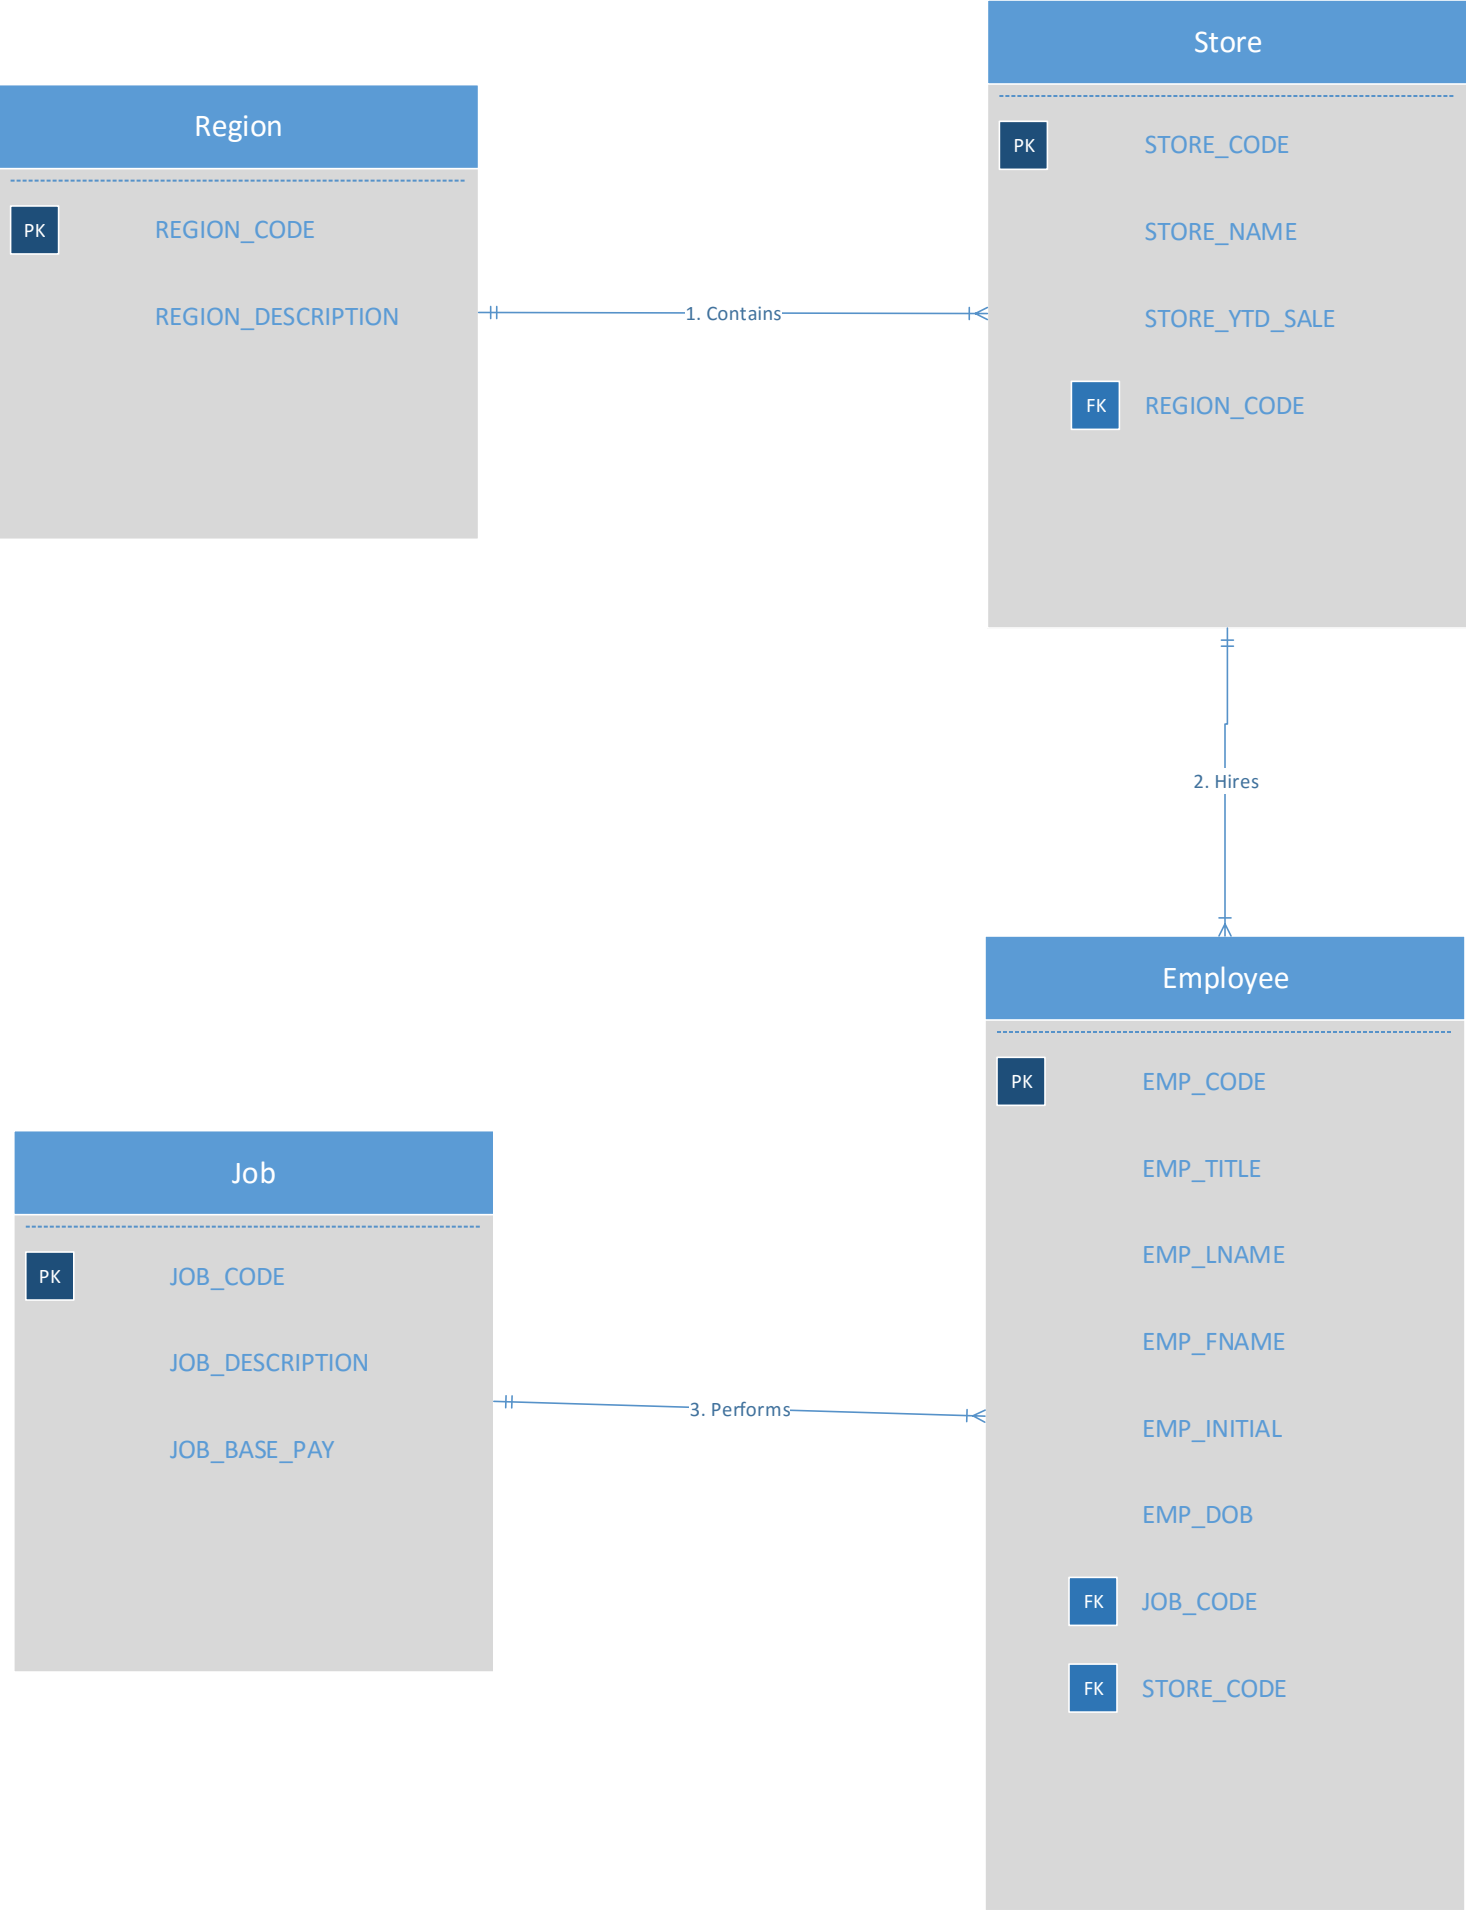 Region
PK REGION_CODE
REGION_DESCRIPTION
1. Contains
Store
PK STORE_CODE
STORE_NAME
STORE_YTD_SALE
FK REGION_CODE
2. Hires
Job
PK JOB_CODE
JOB_DESCRIPTION
JOB_BASE_PAY
3. Performs
Employee
PK EMP_CODE
EMP_TITLE
EMP_LNAME
EMP_FNAME
EMP_INITIAL
EMP_DOB
FK JOB_CODE
FK STORE_CODE